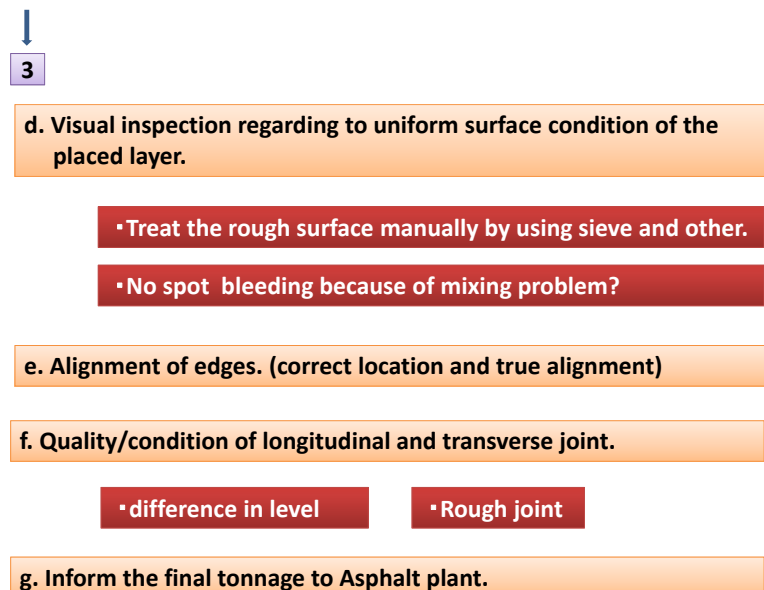 3
d. Visual inspection regarding to uniform surface condition of the
placed layer.
▪Treat the rough surface manually by using sieve and other.
▪No spot  bleeding because of mixing problem?
e. Alignment of edges. (correct location and true alignment)
f. Quality/condition of longitudinal and transverse joint.
▪difference in level
▪Rough joint
g. Inform the final tonnage to Asphalt plant.